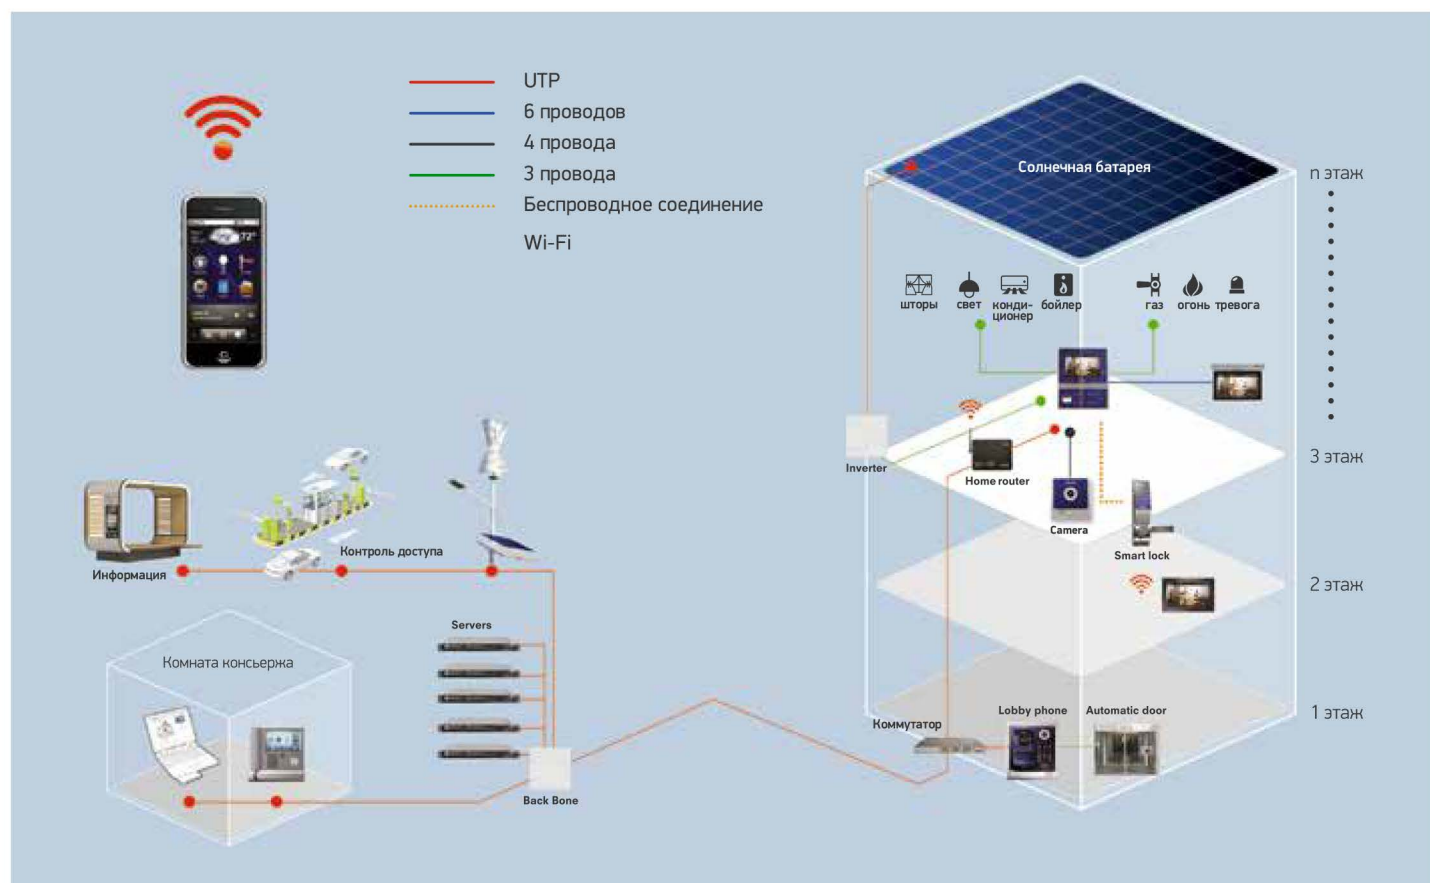 UTP
6 проводов
4 провода
3 провода
Беспроводное соединение
Wi-Fi
72°
Солнечная батарея
n этаж
шторы
свет
конди-
ционер
бойлер
газ
огонь
тревога
3 этаж
Inverter
Home router
Camera
Smart lock
2 этаж
Контроль доступа
Информация
Servers
Комната консьержа
Коммутатор
Lobby phone
Automatic door
1 этаж
Back Bone